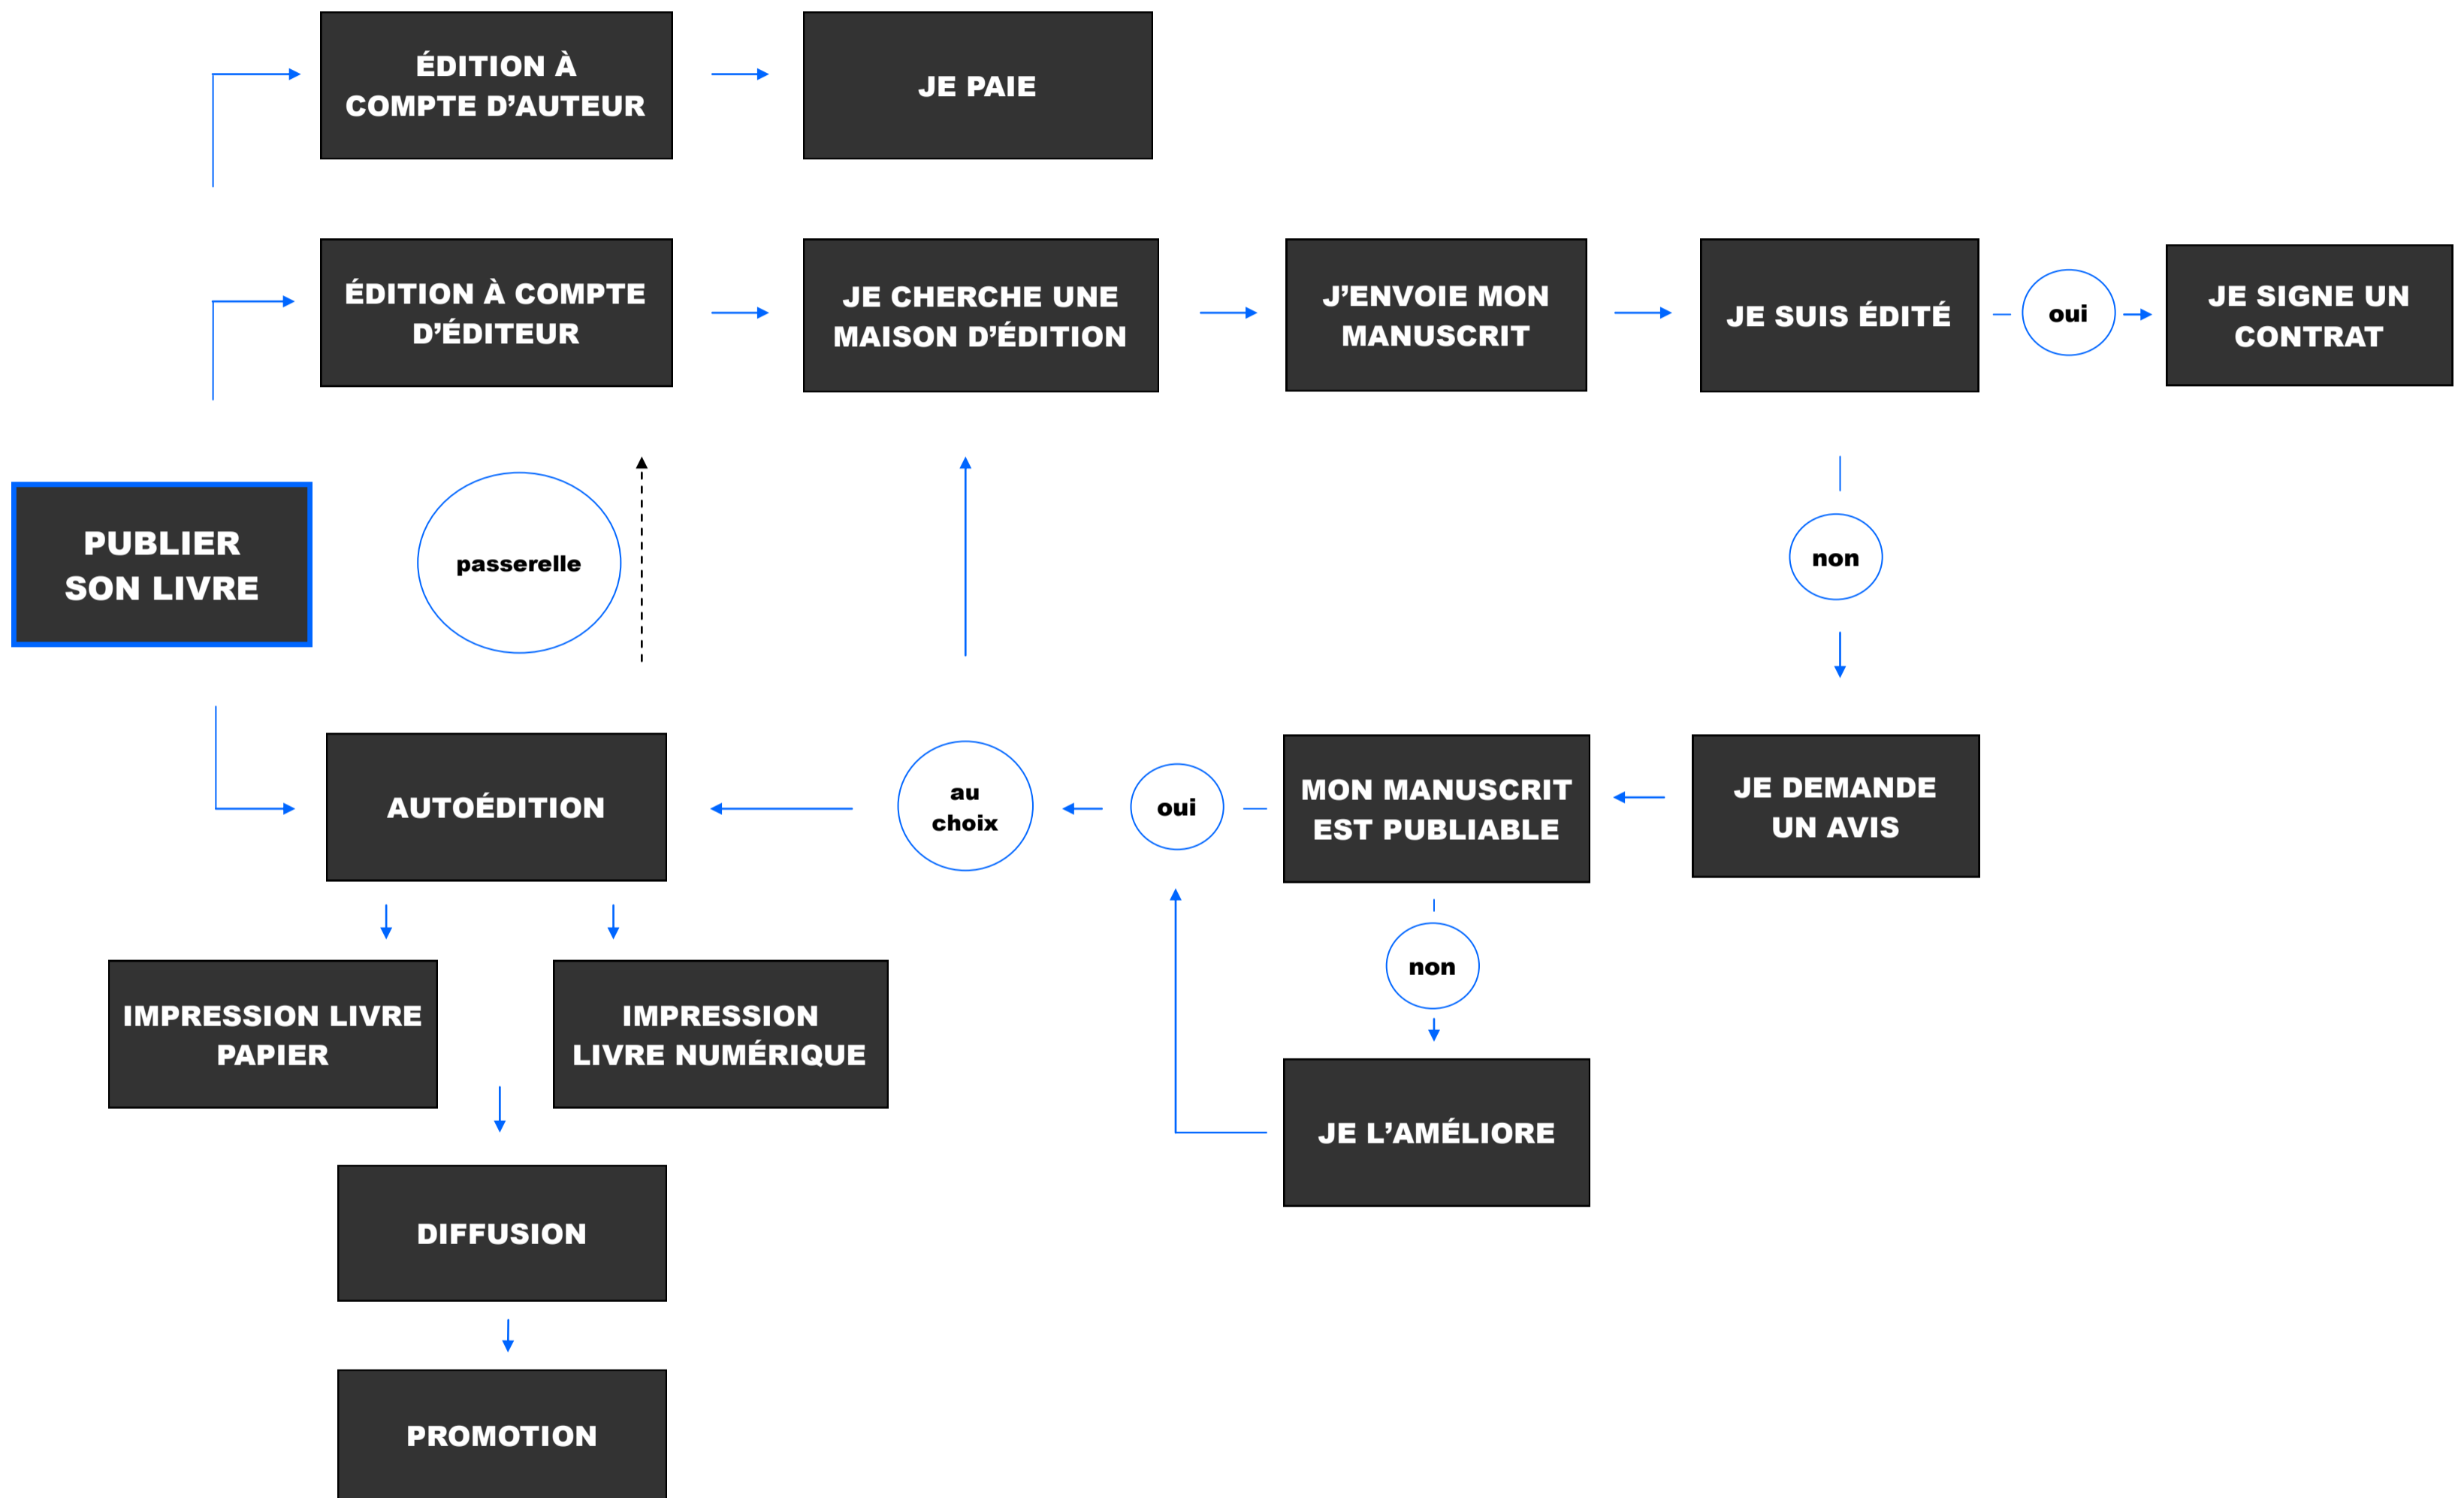 ÉDITION À
COMPTE D’AUTEUR
JE PAIE
ÉDITION À COMPTE
D’ÉDITEUR
JE CHERCHE UNE
MAISON D’ÉDITION
J’ENVOIE MON
MANUSCRIT
JE SUIS ÉDITÉ
oui
JE SIGNE UN
CONTRAT
PUBLIER
SON LIVRE
passerelle
non
AUTOÉDITION
au
choix
oui
MON MANUSCRIT
EST PUBLIABLE
JE DEMANDE
UN AVIS
IMPRESSION LIVRE
PAPIER
IMPRESSION
LIVRE NUMÉRIQUE
non
JE L’AMÉLIORE
DIFFUSION
PROMOTION